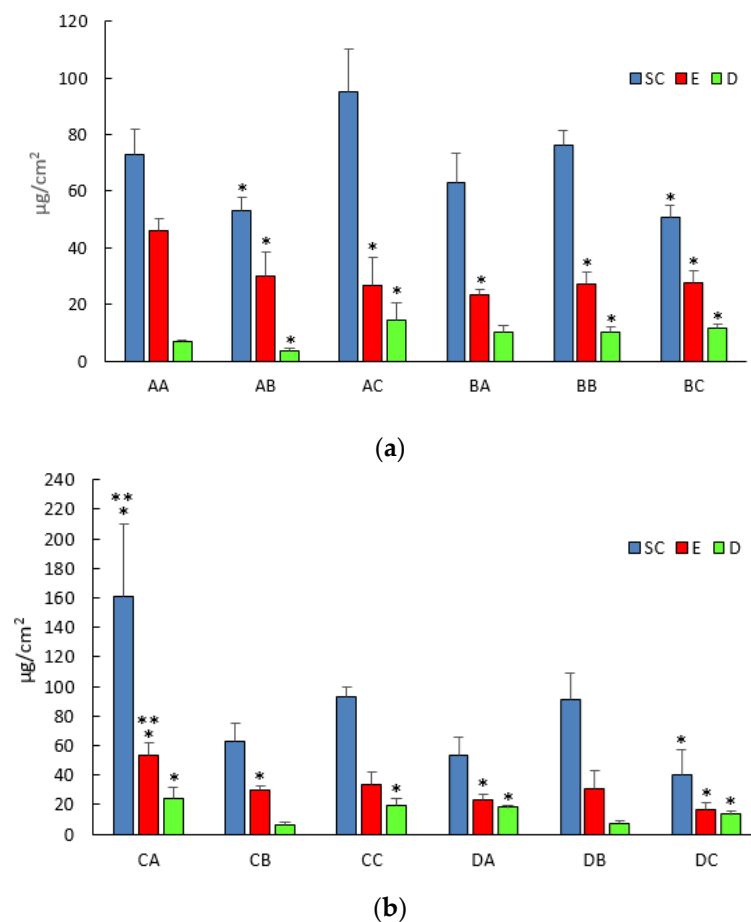 120
100
80
60
40
20
0
µg/cm²
SC E D
* * * * * * * * * * * *
AA AB AC BA BB BC
(a)
240
220
200
180
160
140
120
100
80
60
40
20
0
µg/cm²
SC E D
**
*
**
*
* * * * * * * *
CA CB CC DA DB DC
(b)